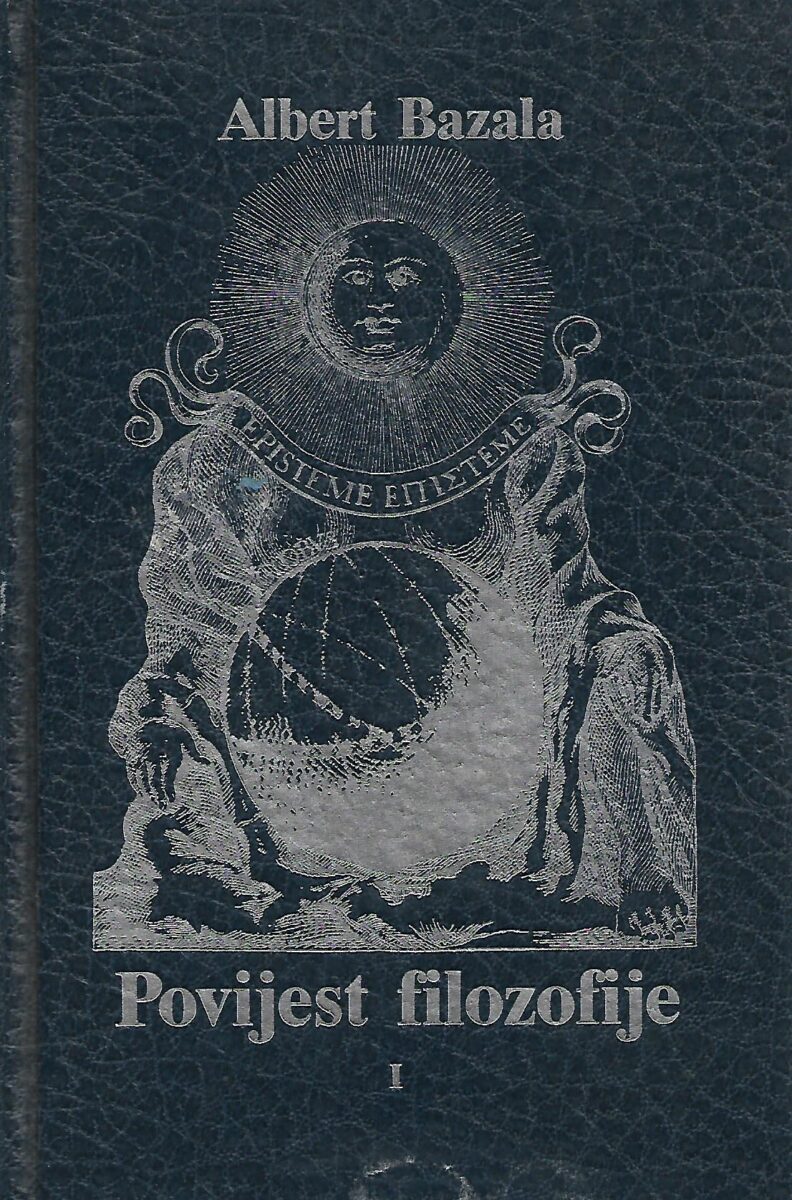 Albert Bazala
EPISTEME ΕΠΙΣΤΕΜΕ
Povijest filozofije
I